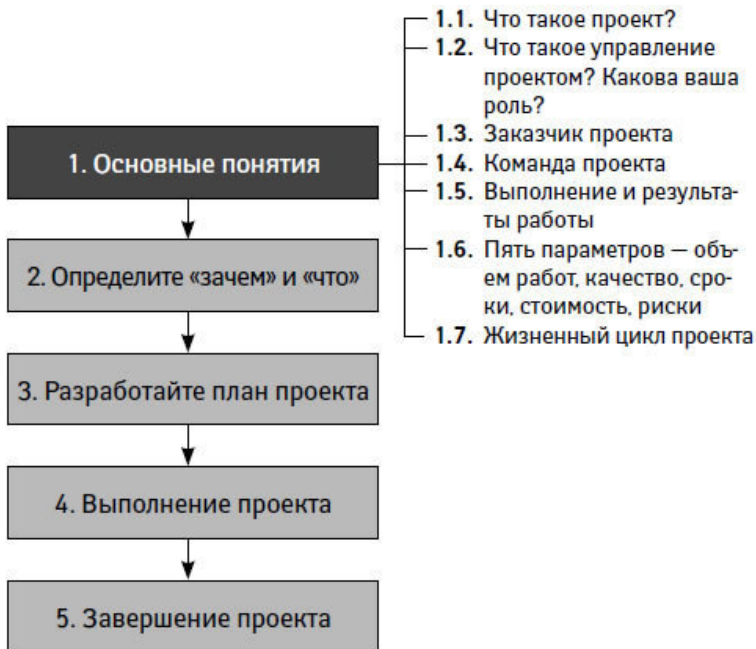 1. Основные понятия
2. Определите «зачем» и «что»
3. Разработайте план проекта
4. Выполнение проекта
5. Завершение проекта
1.1. Что такое проект?
1.2. Что такое управление
проектом? Какова ваша
роль?
1.3. Заказчик проекта
1.4. Команда проекта
1.5. Выполнение и результа-
ты работы
1.6. Пять параметров — объ-
ем работ, качество, сро-
ки, стоимость, риски
1.7. Жизненный цикл проекта